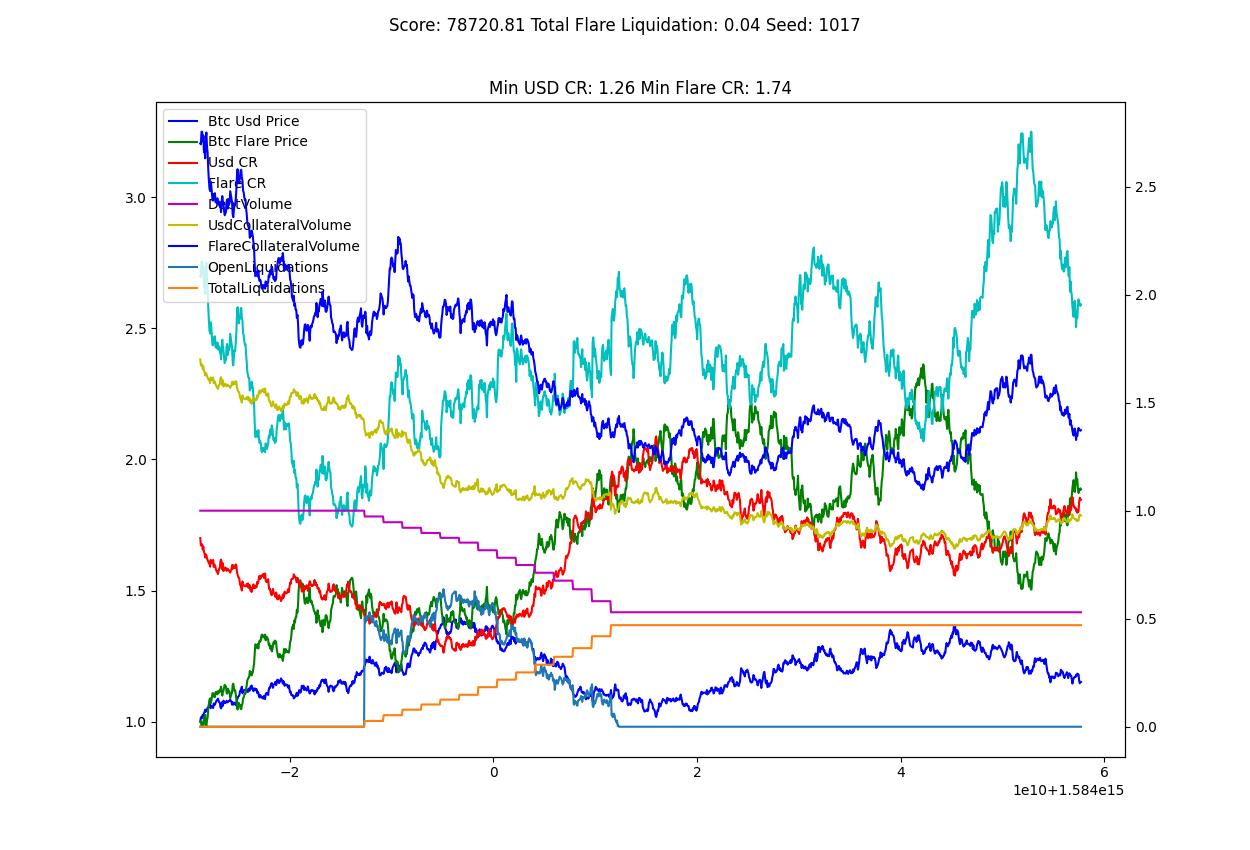 Score: 78720.81 Total Flare Liquidation: 0.04 Seed: 1017
Min USD CR: 1.26 Min Flare CR: 1.74
Btc Usd Price
Btc Flare Price
Usd CR
Flare CR
DebtVolume
UsdCollateralVolume
FlareCollateralVolume
OpenLiquidations
TotalLiquidations
3.0
2.5
2.0
1.5
1.0
2.5
2.0
1.5
1.0
0.5
0.0
−2 0 2 4 6
1e10+1.584e15